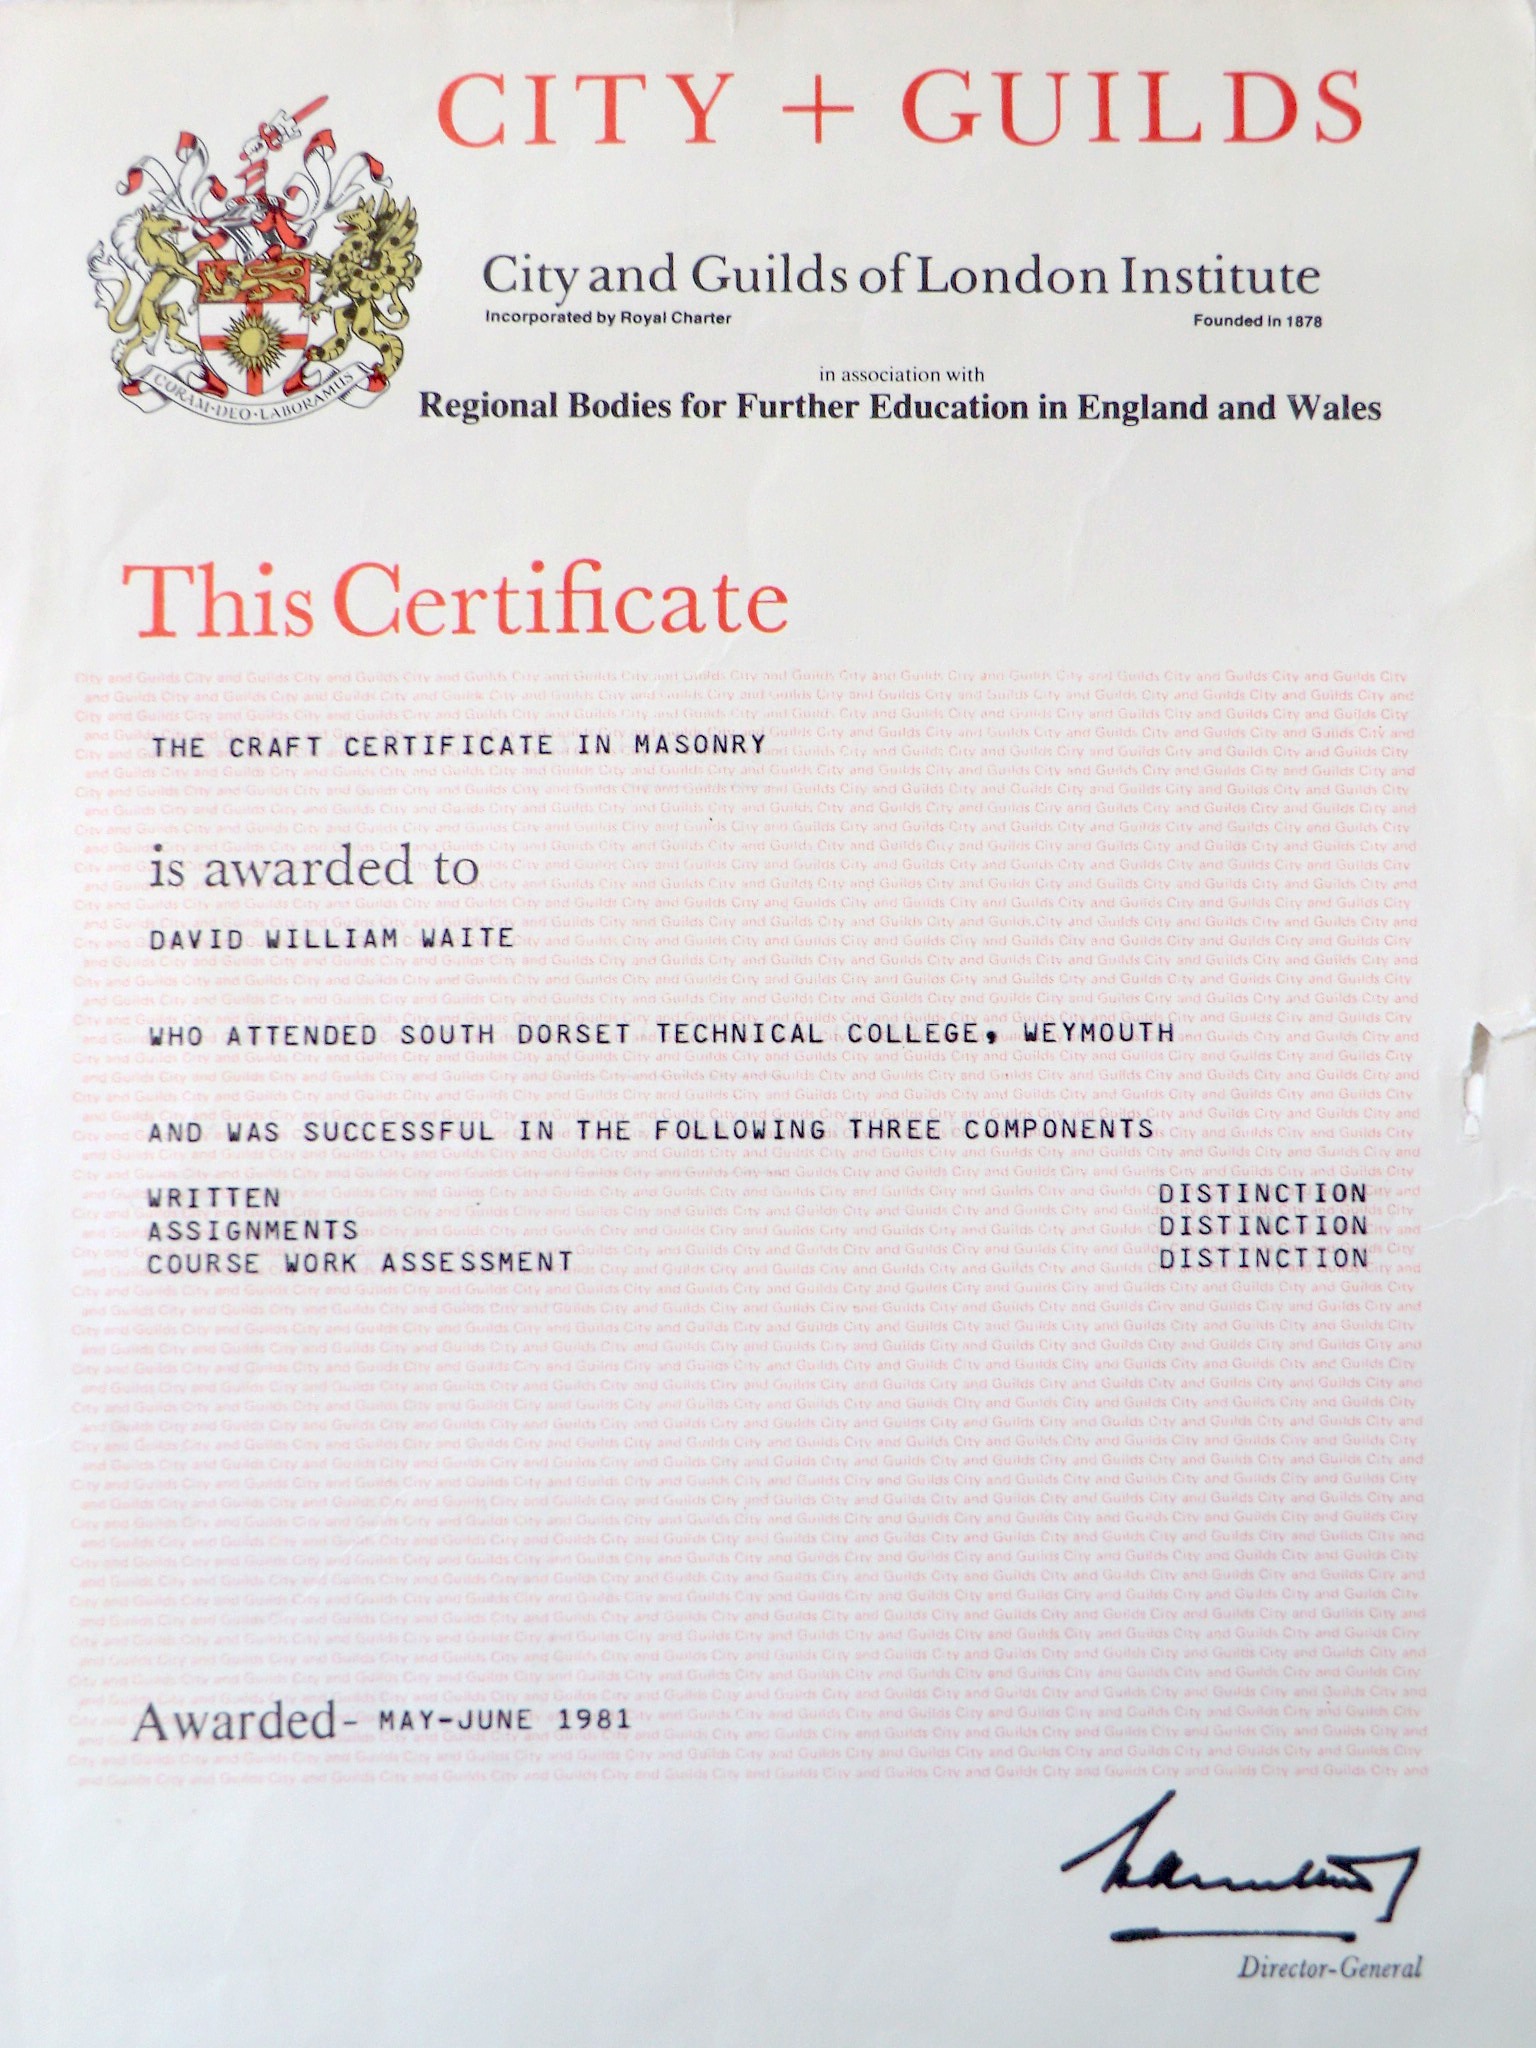 CITY + GUILDS
City and Guilds of London Institute
Incorporated by Royal Charter Founded in 1878
in association with
Regional Bodies for Further Education in England and Wales
CORAM·DEO·LABORAMUS
This Certificate
THE CRAFT CERTIFICATE IN MASONRY
is awarded to
DAVID WILLIAM WAITE
WHO ATTENDED SOUTH DORSET TECHNICAL COLLEGE, WEYMOUTH
AND WAS SUCCESSFUL IN THE FOLLOWING THREE COMPONENTS
WRITTEN DISTINCTION
ASSIGNMENTS DISTINCTION
COURSE WORK ASSESSMENT DISTINCTION
Awarded- MAY-JUNE 1981
Director-General